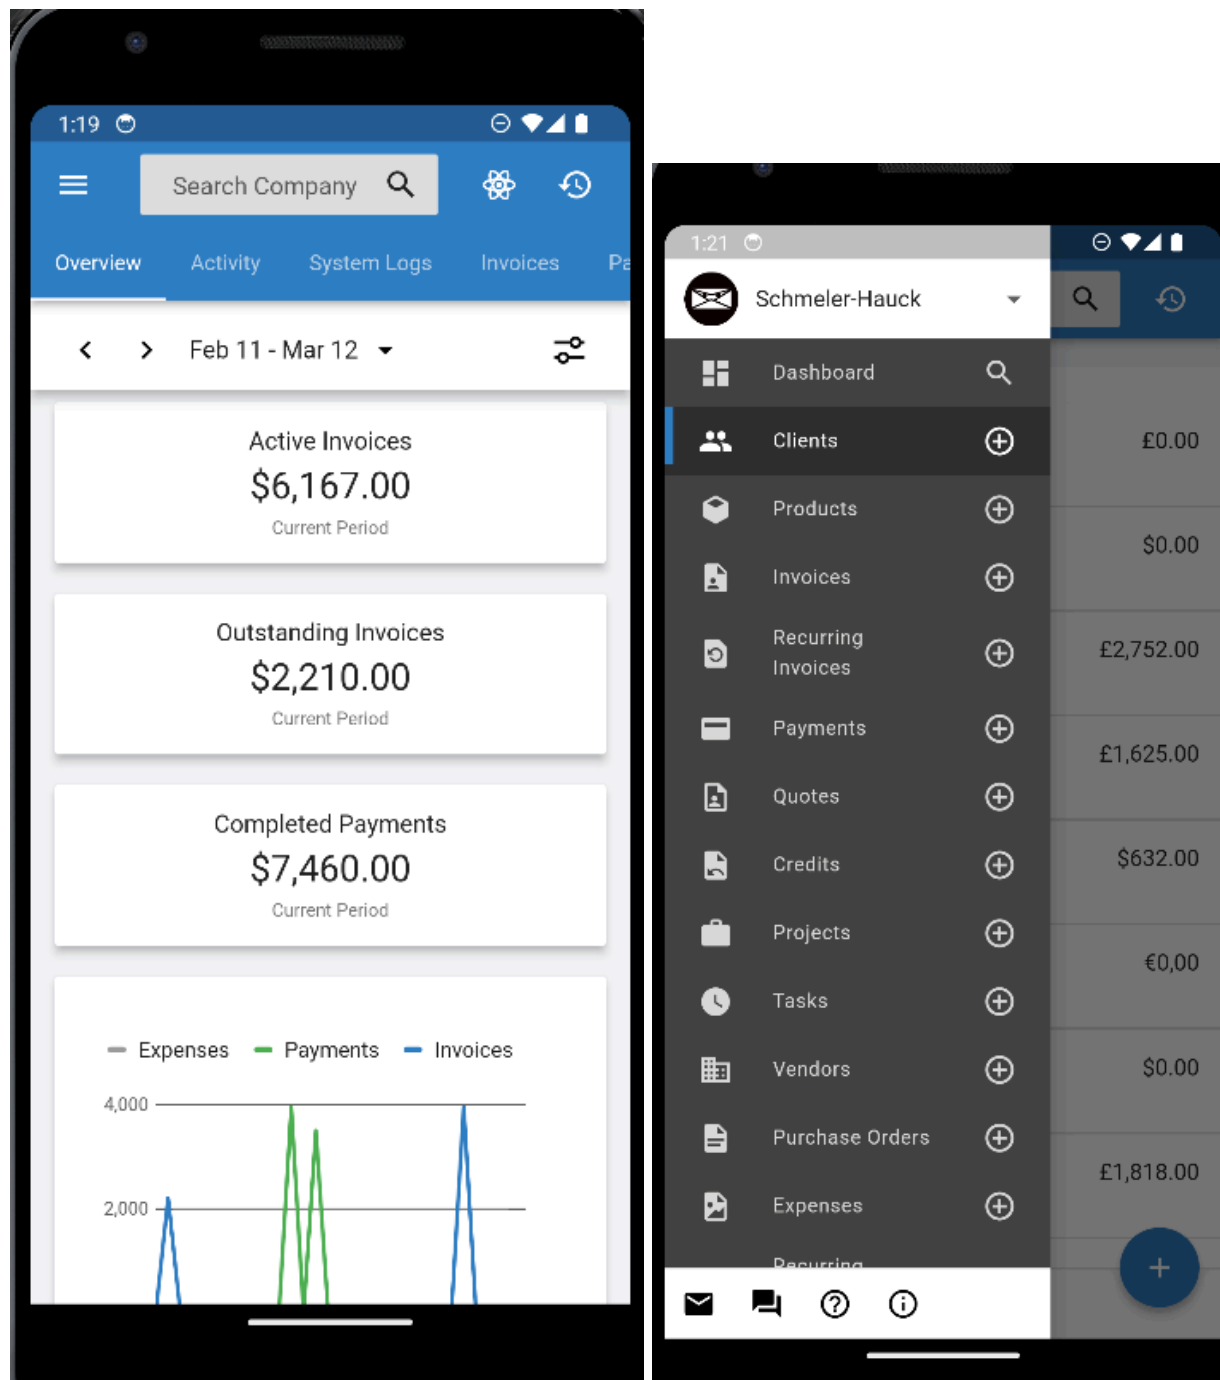 1:19
Search Company
Overview Activity System Logs Invoices Pa
Feb 11 - Mar 12
Active Invoices
$6,167.00
Current Period
Outstanding Invoices
$2,210.00
Current Period
Completed Payments
$7,460.00
Current Period
Expenses Payments Invoices
4,000
2,000
1:21
Schmeler-Hauck
Dashboard
Clients
Products
Invoices
Recurring
Invoices
Payments
Quotes
Credits
Projects
Tasks
Vendors
Purchase Orders
Expenses
Recurring
£0.00
$0.00
£2,752.00
£1,625.00
$632.00
€0,00
$0.00
£1,818.00